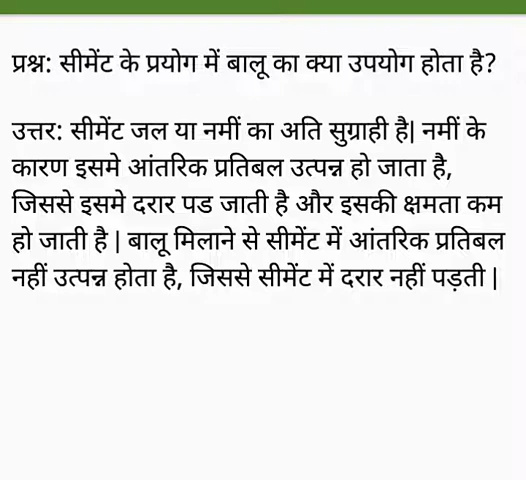 प्रश्न: सीमेंट के प्रयोग में बालू का क्या उपयोग होता है?
उत्तर: सीमेंट जल या नमीं का अति सुग्राही है| नमीं के
कारण इसमे आंतरिक प्रतिबल उत्पन्न हो जाता है,
जिससे इसमे दरार पड जाती है और इसकी क्षमता कम
हो जाती है | बालू मिलाने से सीमेंट में आंतरिक प्रतिबल
नहीं उत्पन्न होता है, जिससे सीमेंट में दरार नहीं पड़ती |